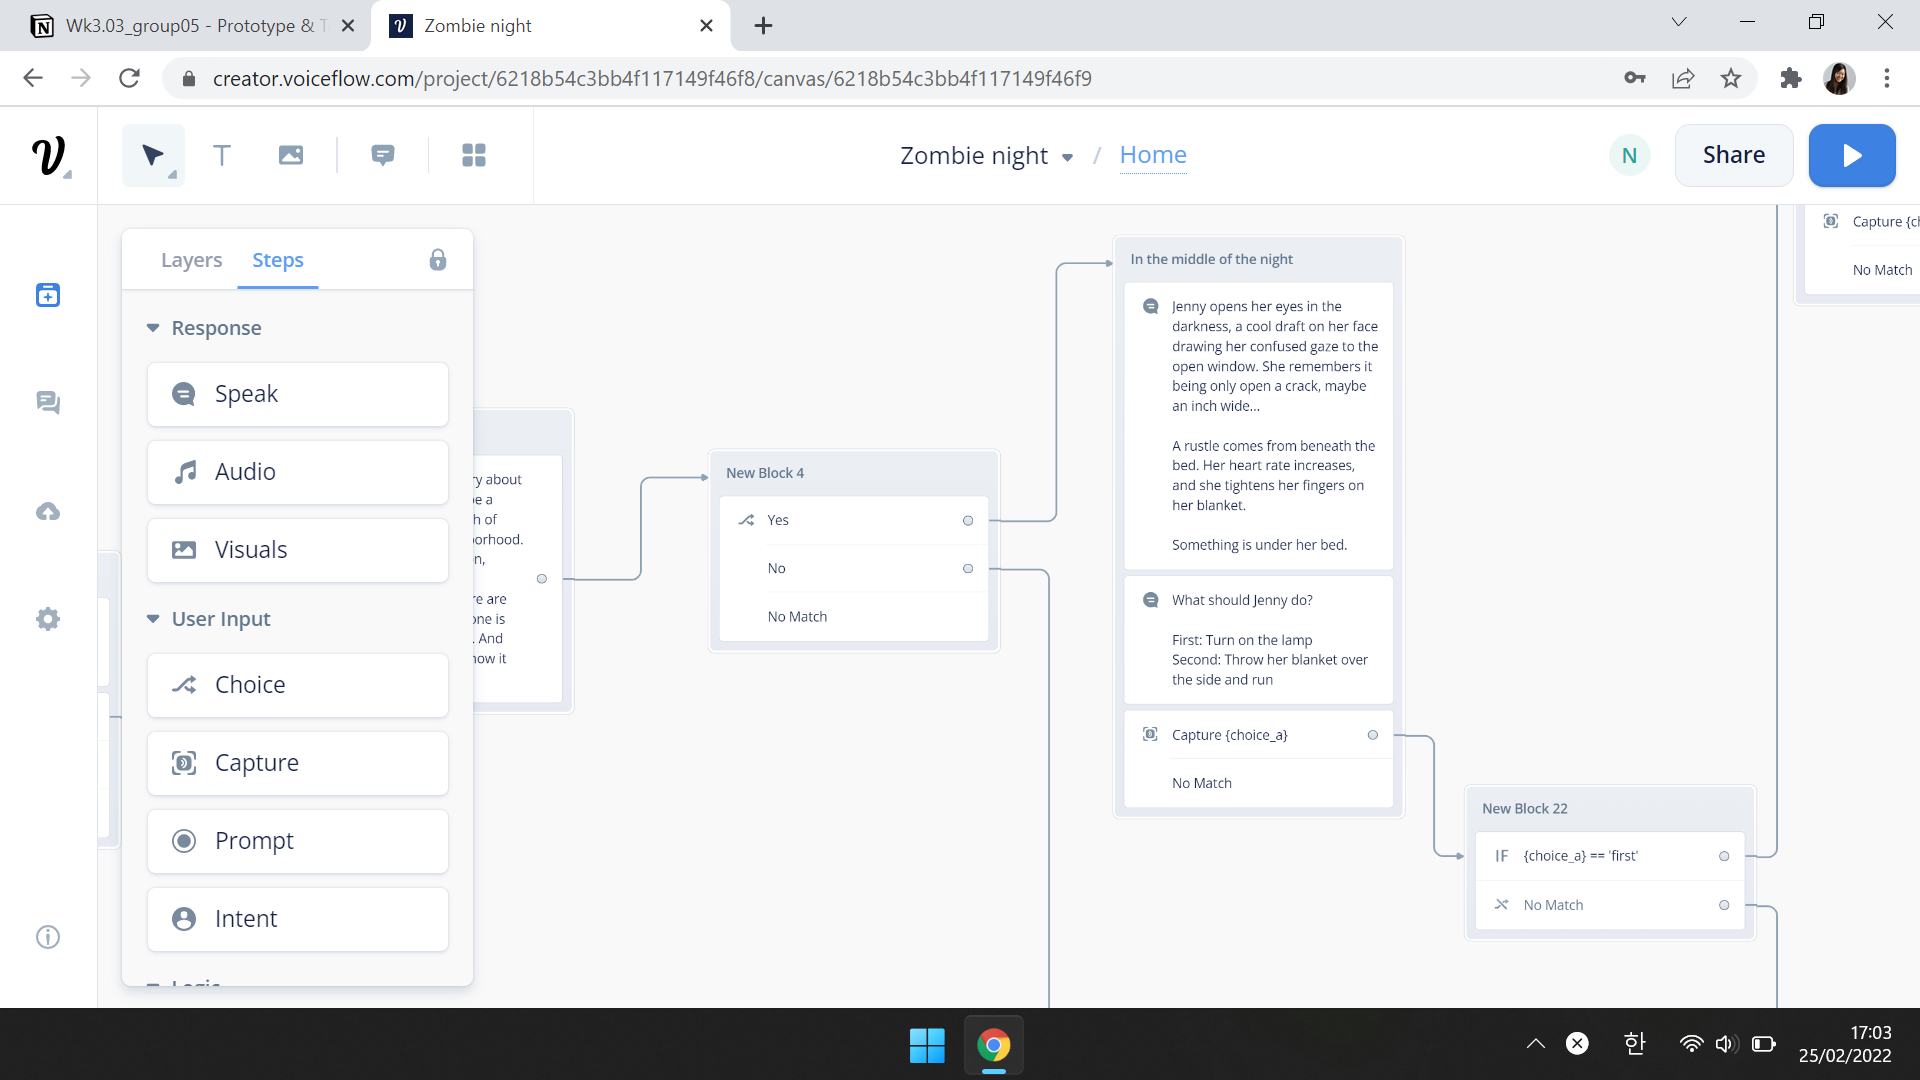 Wk3.03_group05 - Prototype & T
Zombie night
creator.voiceflow.com/project/6218b54c3bb4f117149f46f8/canvas/6218b54c3bb4f117149f46f9
T
Zombie night / Home
N
Share
Layers
Steps
Response
Speak
Audio
Visuals
User Input
Choice
Capture
Prompt
Intent
Logic
ry about
be a
h of
orhood.
n,
re are
one is
. And
now it
New Block 4
Yes
No
No Match
In the middle of the night
Jenny opens her eyes in the
darkness, a cool draft on her face
drawing her confused gaze to the
open window. She remembers it
being only open a crack, maybe
an inch wide...
A rustle comes from beneath the
bed. Her heart rate increases,
and she tightens her fingers on
her blanket.
Something is under her bed.
What should Jenny do?
First: Turn on the lamp
Second: Throw her blanket over
the side and run
Capture {choice_a}
No Match
New Block 22
IF {choice_a} == 'first'
No Match
Capture {ch
No Match
한
17:03
25/02/2022